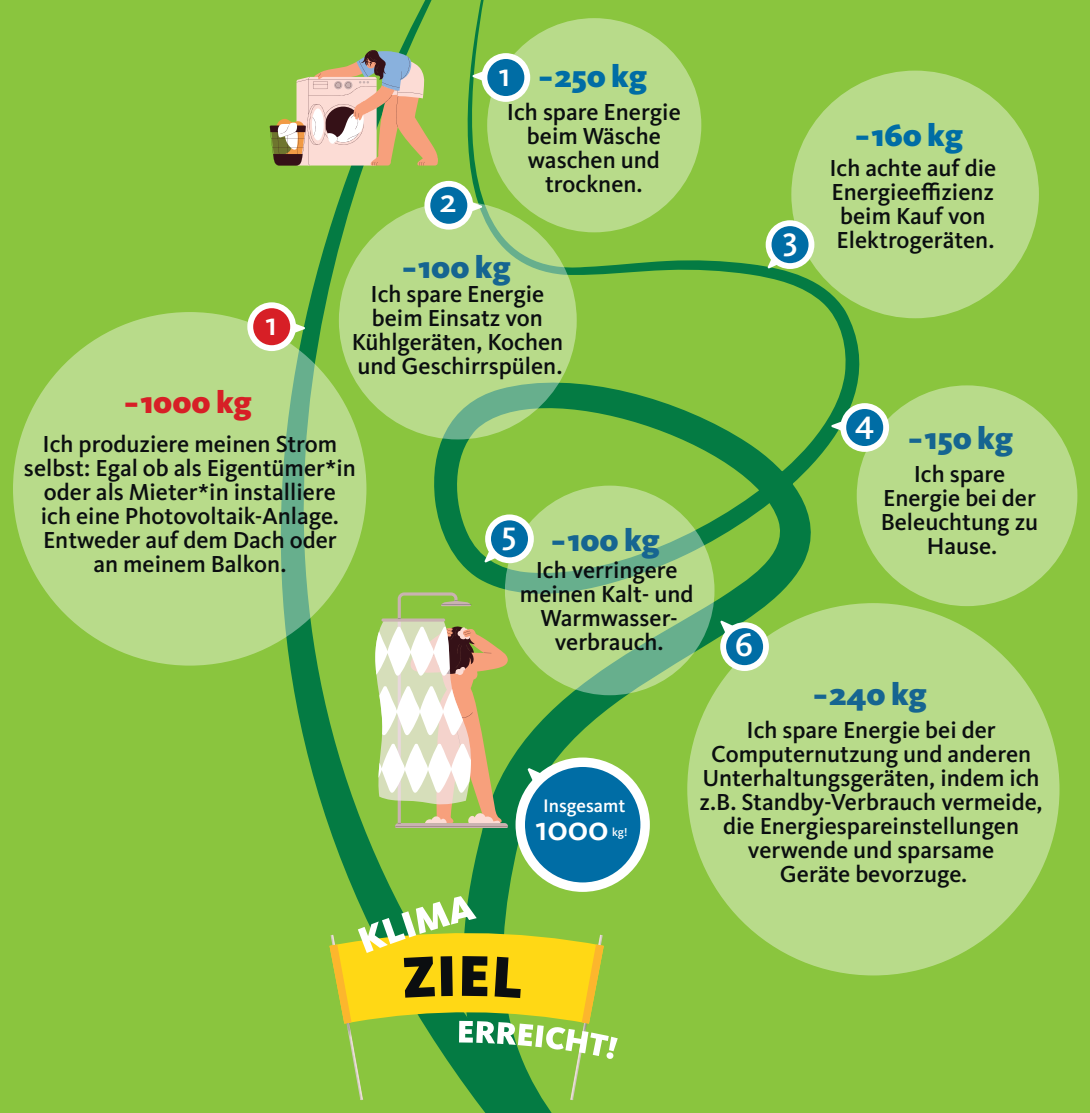 1
-250 kg
Ich spare Energie
beim Wäsche
waschen und
trocknen.
2
-100 kg
Ich spare Energie
beim Einsatz von
Kühlgeräten, Kochen
und Geschirrspülen.
3
-160 kg
Ich achte auf die
Energieeffizienz
beim Kauf von
Elektrogeräten.
1
-1000 kg
Ich produziere meinen Strom
selbst: Egal ob als Eigentümer*in
oder als Mieter*in installiere
ich eine Photovoltaik-Anlage.
Entweder auf dem Dach oder
an meinem Balkon.
4
-150 kg
Ich spare
Energie bei der
Beleuchtung zu
Hause.
5
-100 kg
Ich verringere
meinen Kalt- und
Warmwasser-
verbrauch.
6
-240 kg
Ich spare Energie bei der
Computernutzung und anderen
Unterhaltungsgeräten, indem ich
z.B. Standby-Verbrauch vermeide,
die Energiespareinstellungen
verwende und sparsame
Geräte bevorzuge.
Insgesamt
1000 kg!
KLIMA
ZIEL
ERREICHT!